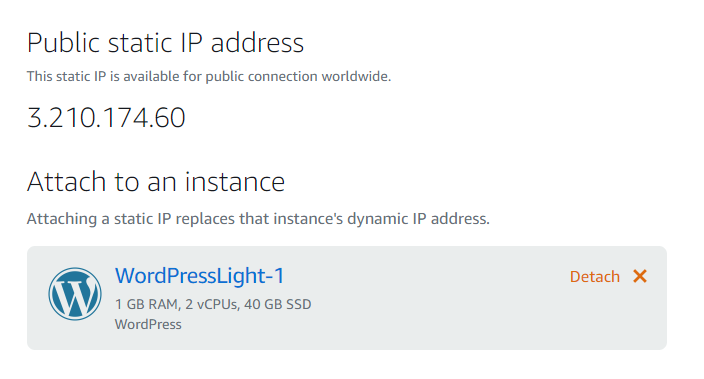 Public static IP address
This static IP is available for public connection worldwide.
3.210.174.60
Attach to an instance
Attaching a static IP replaces that instance's dynamic IP address.
WordPressLight-1
Detach ✕
1 GB RAM, 2 vCPUs, 40 GB SSD
WordPress